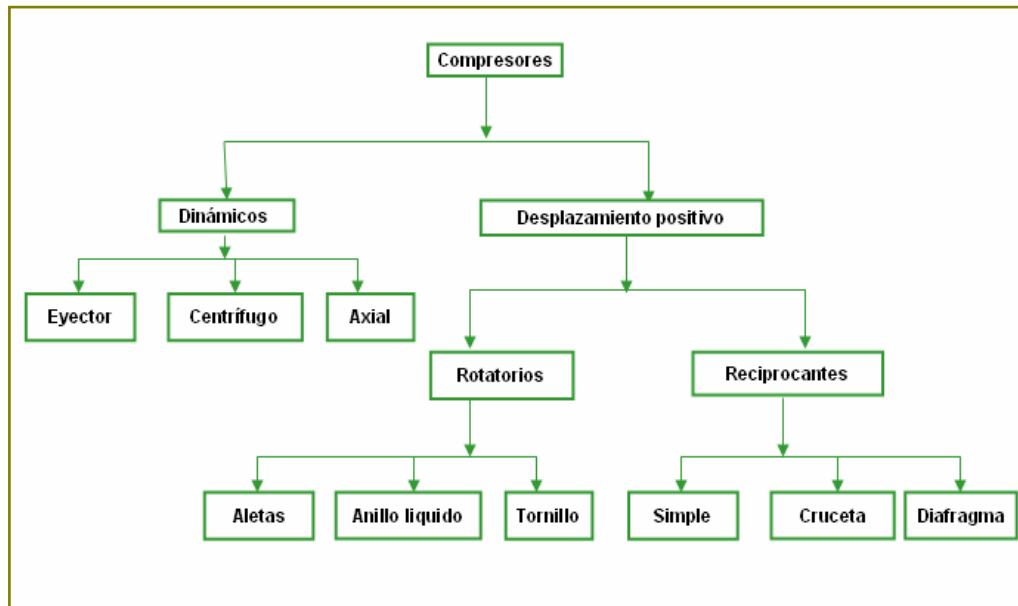 Compresores
Dinámicos
Desplazamiento positivo
Eyector
Centrífugo
Axial
Rotatorios
Reciprocantes
Aletas
Anillo liquido
Tornillo
Simple
Cruceta
Diafragma